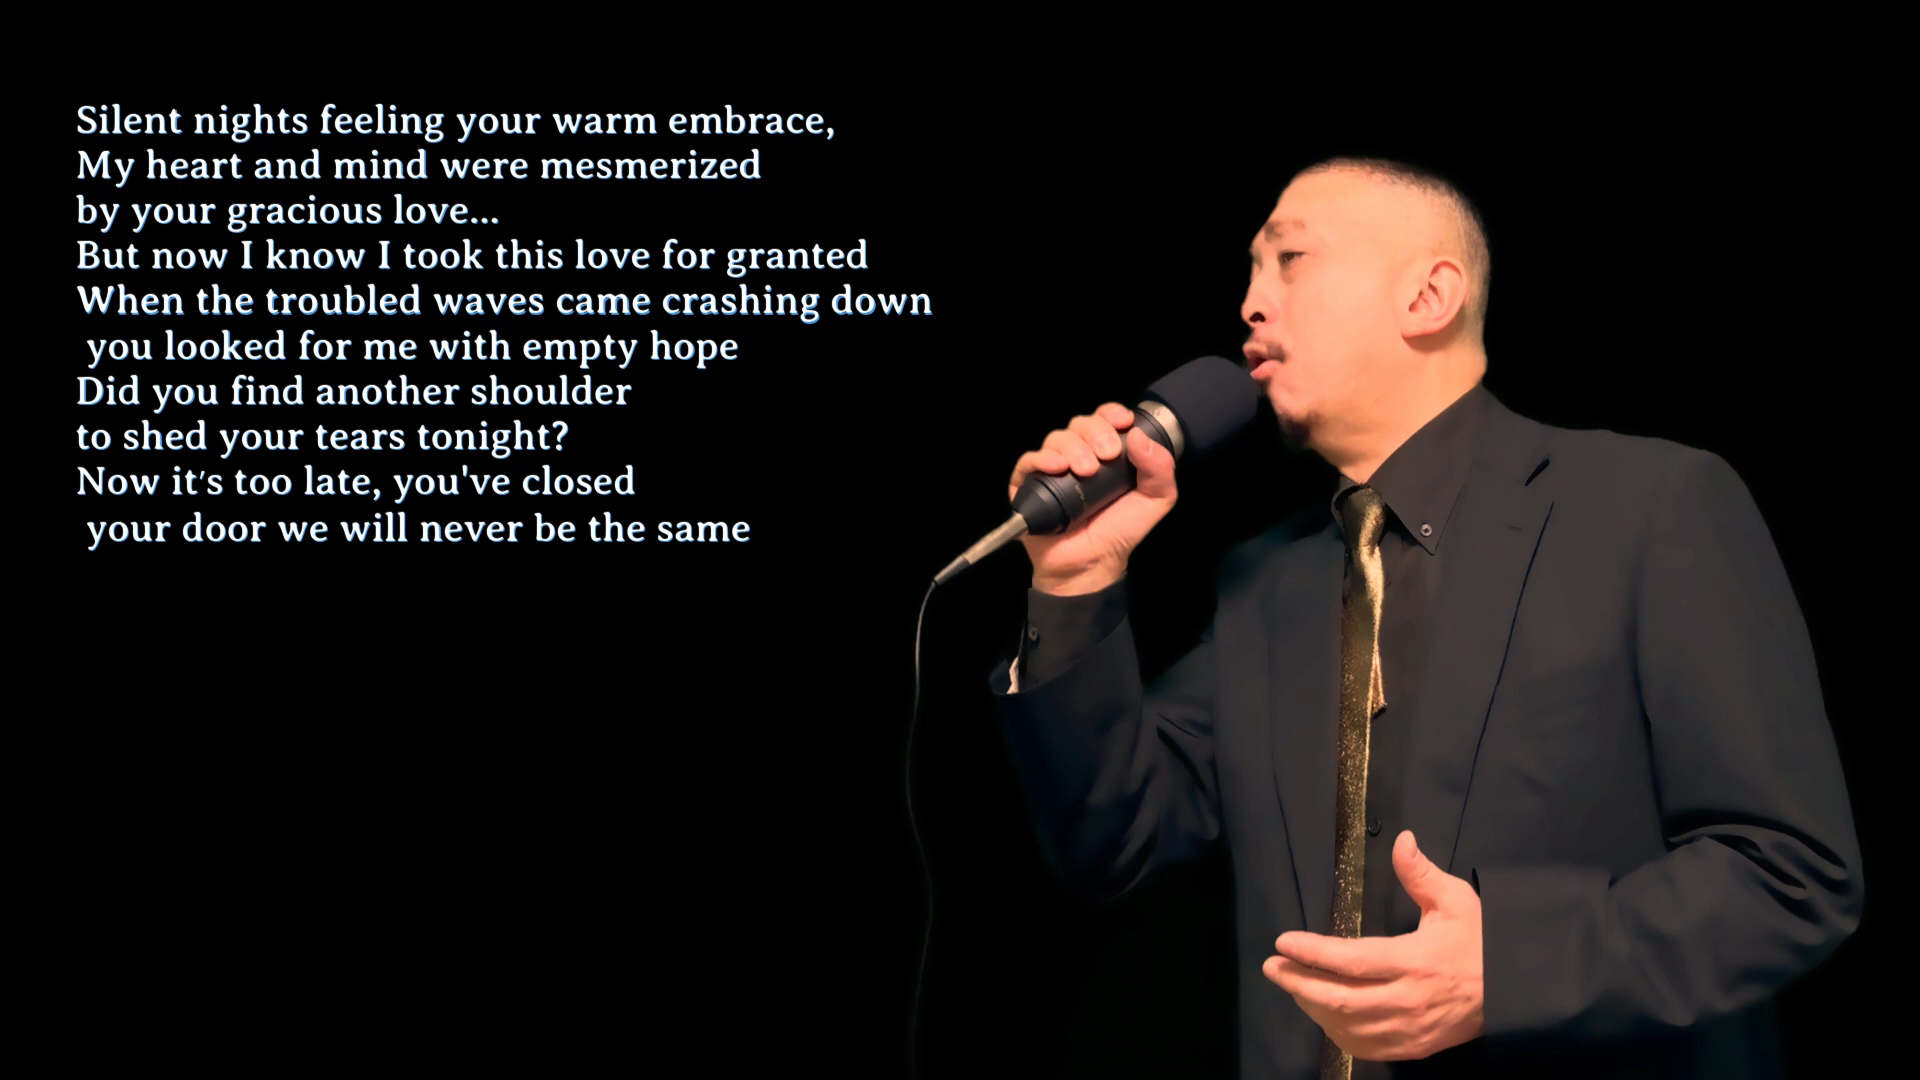 Silent nights feeling your warm embrace,
My heart and mind were mesmerized
by your gracious love...
But now I know I took this love for granted
When the troubled waves came crashing down
you looked for me with empty hope
Did you find another shoulder
to shed your tears tonight?
Now it's too late, you've closed
your door we will never be the same